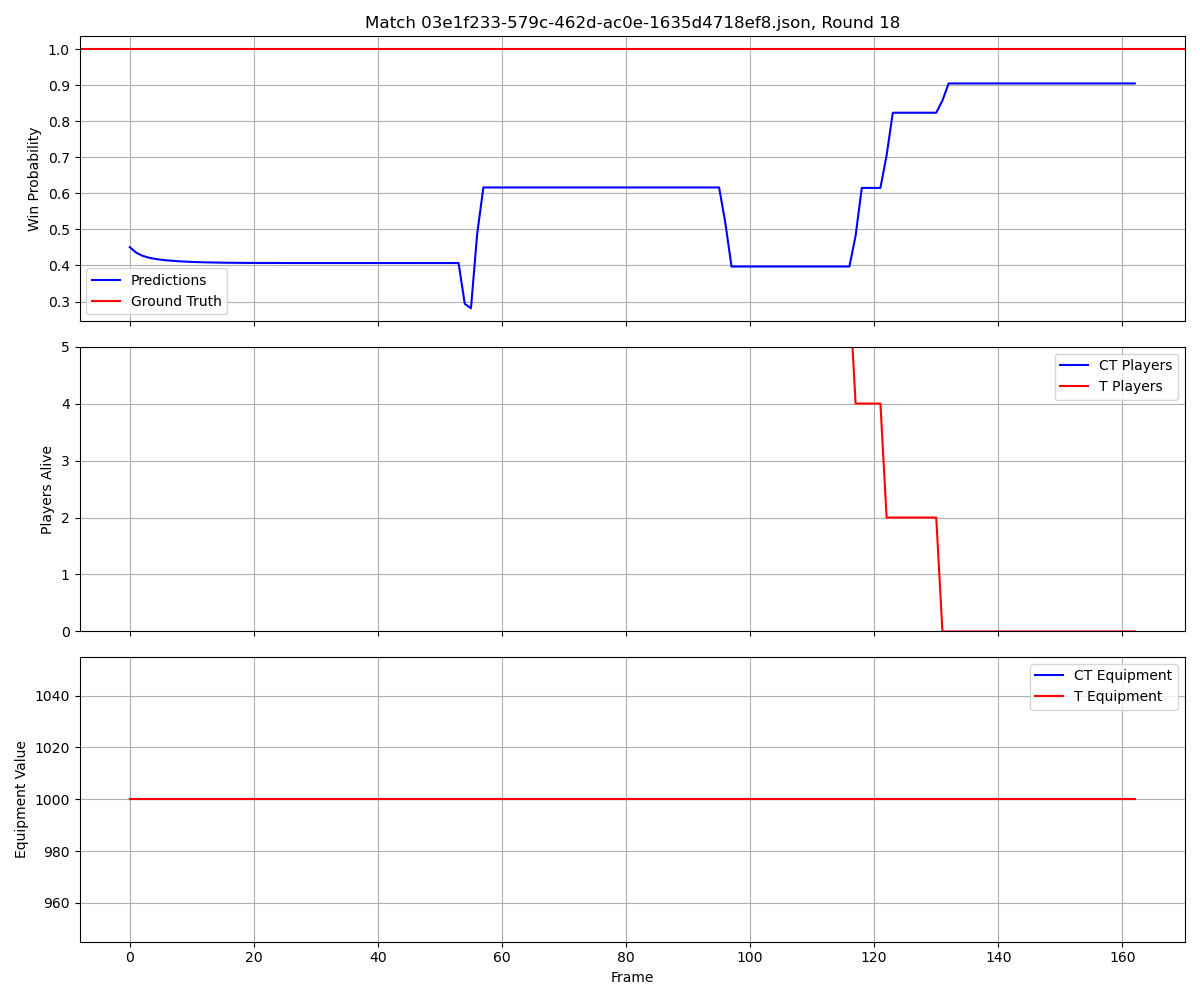 Match 03e1f233-579c-462d-ac0e-1635d4718ef8.json, Round 18
Win Probability
1.0
0.9
0.8
0.7
0.6
0.5
0.4
0.3
Predictions
Ground Truth
Players Alive
5
4
3
2
1
0
CT Players
T Players
Equipment Value
1040
1020
1000
980
960
CT Equipment
T Equipment
0 20 40 60 80 100 120 140 160
Frame